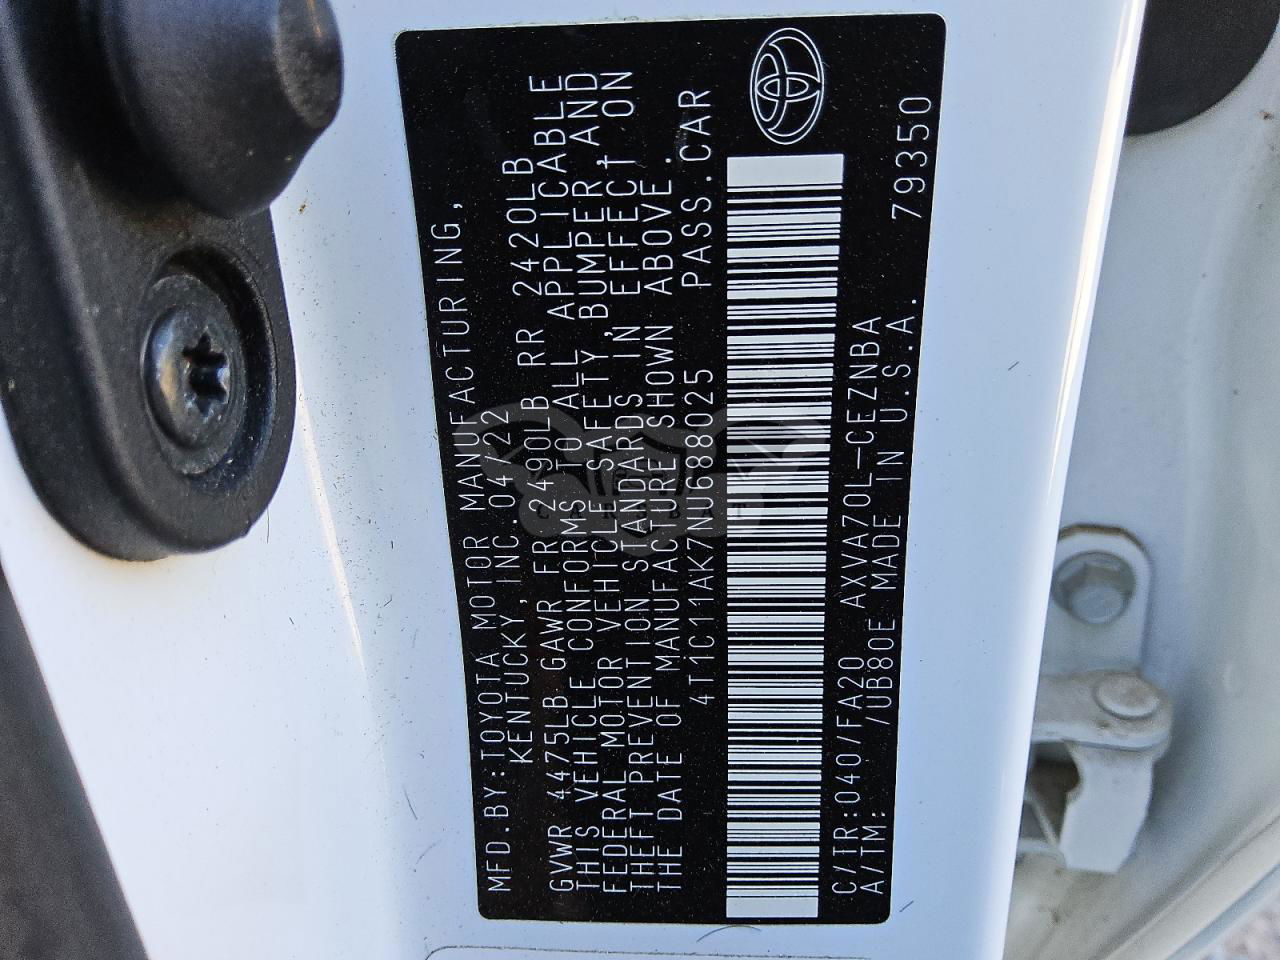 MFD.BY:TOYOTA MOTOR MANUFACTURING,
KENTUCKY,INC.04/22
GVWR 4475LB GAWR FR 2490LB RR 2420LB
THIS VEHICLE CONFORMS TO ALL APPLICABLE
FEDERAL MOTOR VEHICLE SAFETY,BUMPER,AND
THEFT PREVENTION STANDARDS IN EFFECT ON
THE DATE OF MANUFACTURE SHOWN ABOVE.
4T1C11AK7NU688025 PASS.CAR
C/TR:040/FA20 AXVA70L-CEZNBA 79350
A/TM: /UB80E MADE IN U.S.A.
CARSBAT